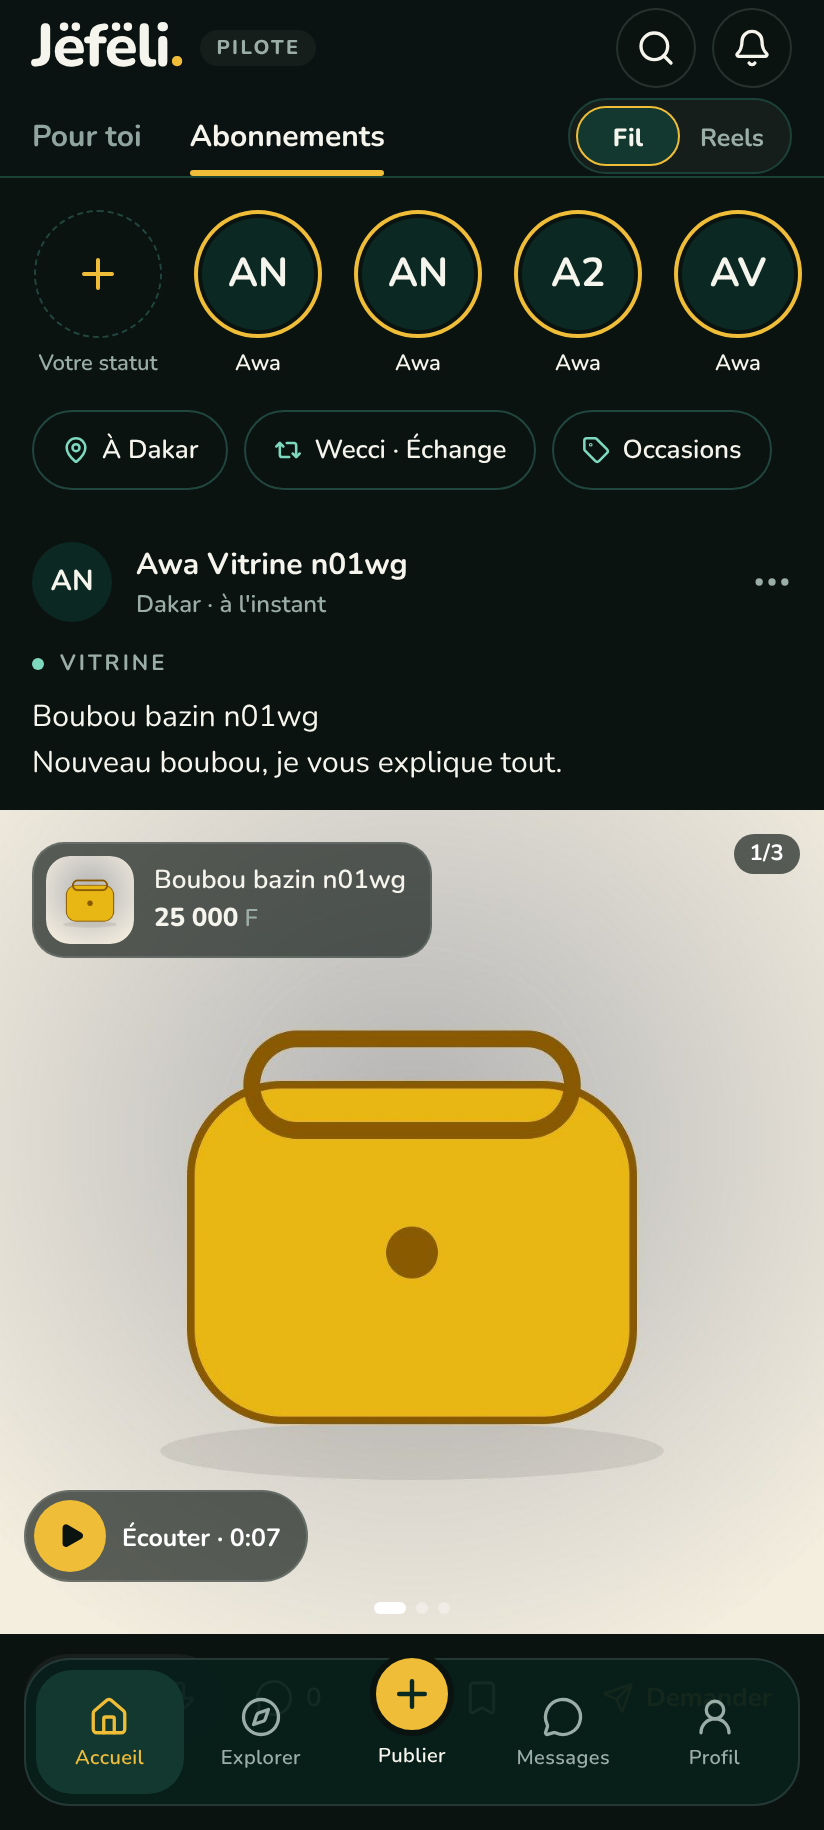 Jëfëli.
PILOTE
Pour toi
Abonnements
Fil
Reels
AN
AN
A2
AV
Votre statut
Awa
Awa
Awa
Awa
À Dakar
Wecci · Échange
Occasions
AN
Awa Vitrine n01wg
Dakar · à l'instant
VITRINE
Boubou bazin n01wg
Nouveau boubou, je vous explique tout.
Boubou bazin n01wg
25 000 F
1/3
Écouter · 0:07
0
Demander
Accueil
Explorer
Publier
Messages
Profil